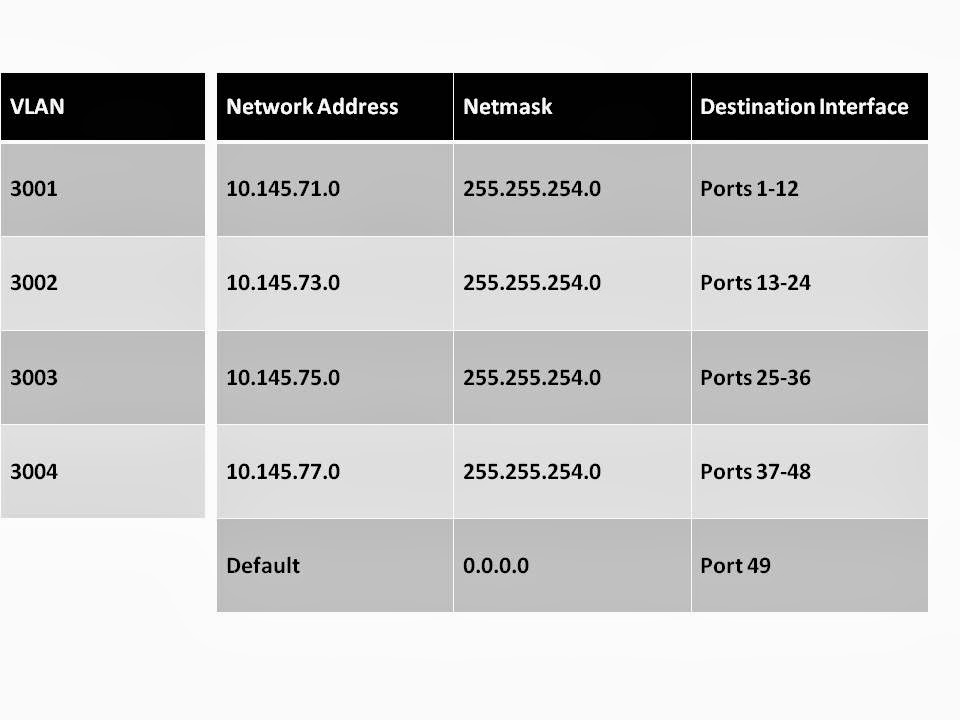 VLAN Network Address Netmask Destination Interface
3001 10.145.71.0 255.255.254.0 Ports 1-12
3002 10.145.73.0 255.255.254.0 Ports 13-24
3003 10.145.75.0 255.255.254.0 Ports 25-36
3004 10.145.77.0 255.255.254.0 Ports 37-48
Default 0.0.0.0 Port 49